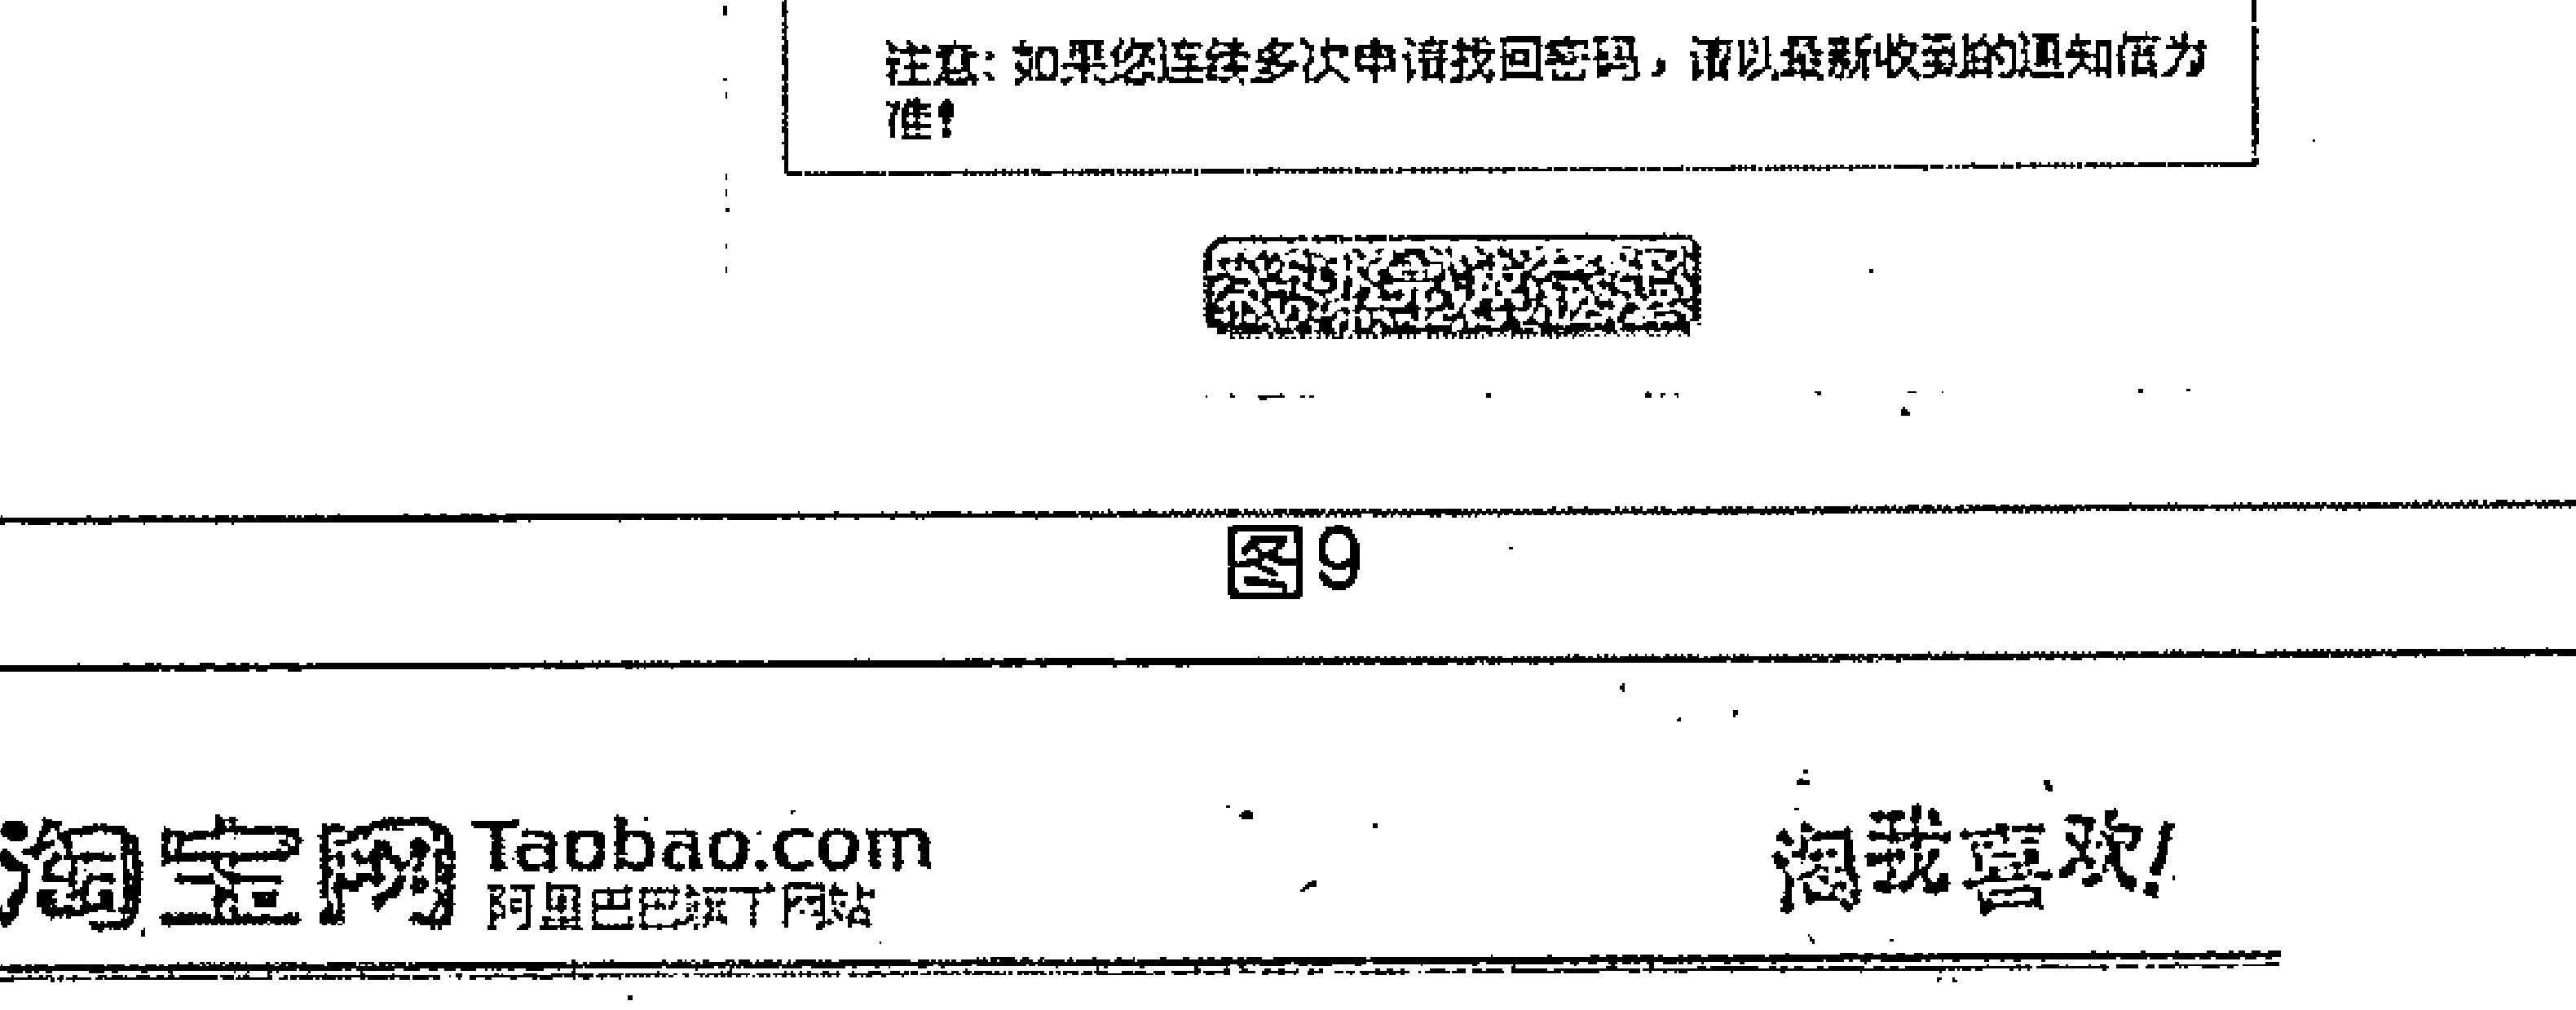 注意：如果您连续多次申请找回密码，请以最新收到的通知信为
准！
图9
淘宝网 Taobao.com
阿里巴巴旗下网站
淘我喜欢！